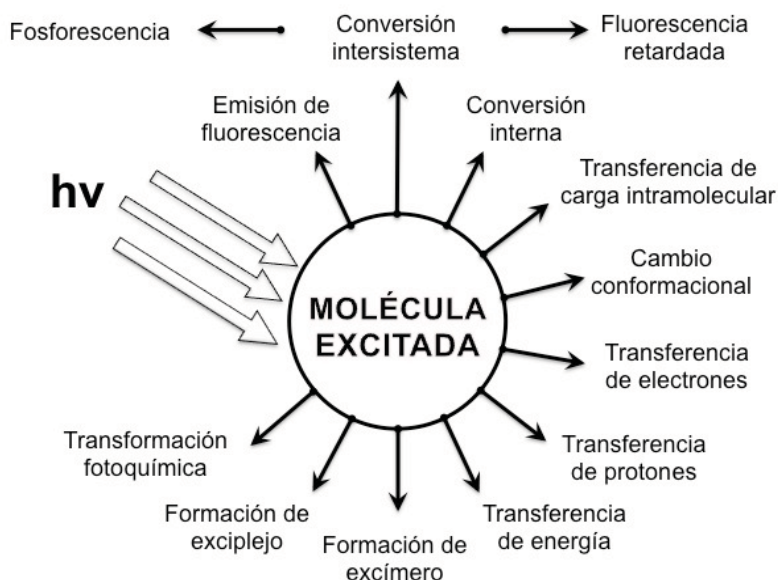 Fosforescencia
Conversión
intersistema
Fluorescencia
retardada
Emisión de
fluorescencia
Conversión
interna
hv
Transferencia de
carga intramolecular
Cambio
conformacional
MOLÉCULA
EXCITADA
Transferencia
de electrones
Transformación
fotoquímica
Transferencia
de protones
Formación de
exciplejo
Formación de
excímero
Transferencia
de energía